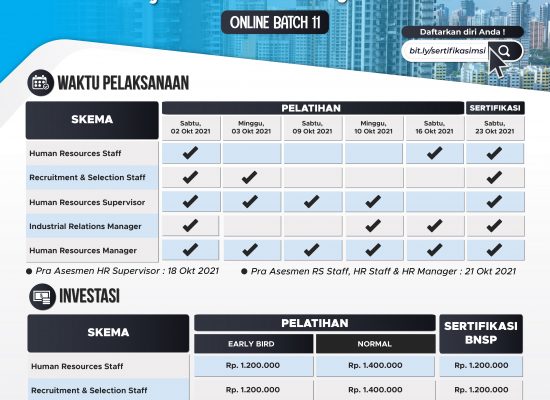 ONLINE BATCH 11
Daftarkan diri Anda !
bit.ly/sertifikasimsi
WAKTU PELAKSANAAN
SKEMA PELATIHAN SERTIFIKASI
Sabtu, 02 Okt 2021 Minggu, 03 Okt 2021 Sabtu, 09 Okt 2021 Minggu, 10 Okt 2021 Sabtu, 16 Okt 2021 Sabtu, 23 Okt 2021
Human Resources Staff ✔ ✔ ✔
Recruitment & Selection Staff ✔ ✔ ✔
Human Resources Supervisor ✔ ✔ ✔ ✔ ✔
Industrial Relations Manager ✔ ✔ ✔ ✔
Human Resources Manager ✔ ✔ ✔ ✔ ✔ ✔
• Pra Asesmen HR Supervisor : 18 Okt 2021 • Pra Asesmen RS Staff, HR Staff & HR Manager : 21 Okt 2021
INVESTASI
SKEMA PELATIHAN SERTIFIKASI BNSP
EARLY BIRD NORMAL
Human Resources Staff Rp. 1.200.000 Rp. 1.400.000 Rp. 1.200.000
Recruitment & Selection Staff Rp. 1.200.000 Rp. 1.400.000 Rp. 1.200.000